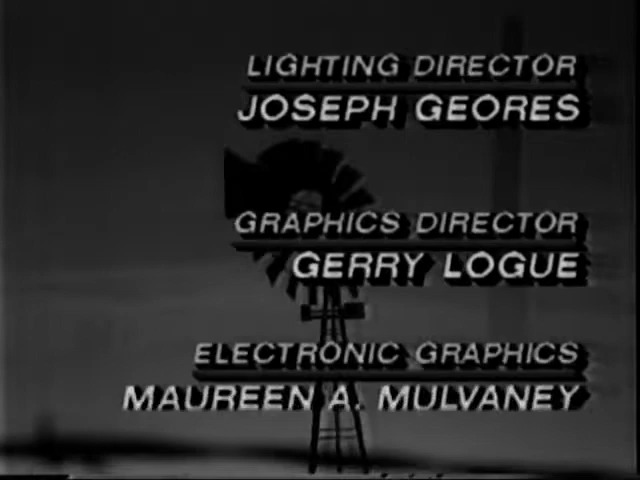 LIGHTING DIRECTOR
JOSEPH GEORES
GRAPHICS DIRECTOR
GERRY LOGUE
ELECTRONIC GRAPHICS
MAUREEN A. MULVANEY